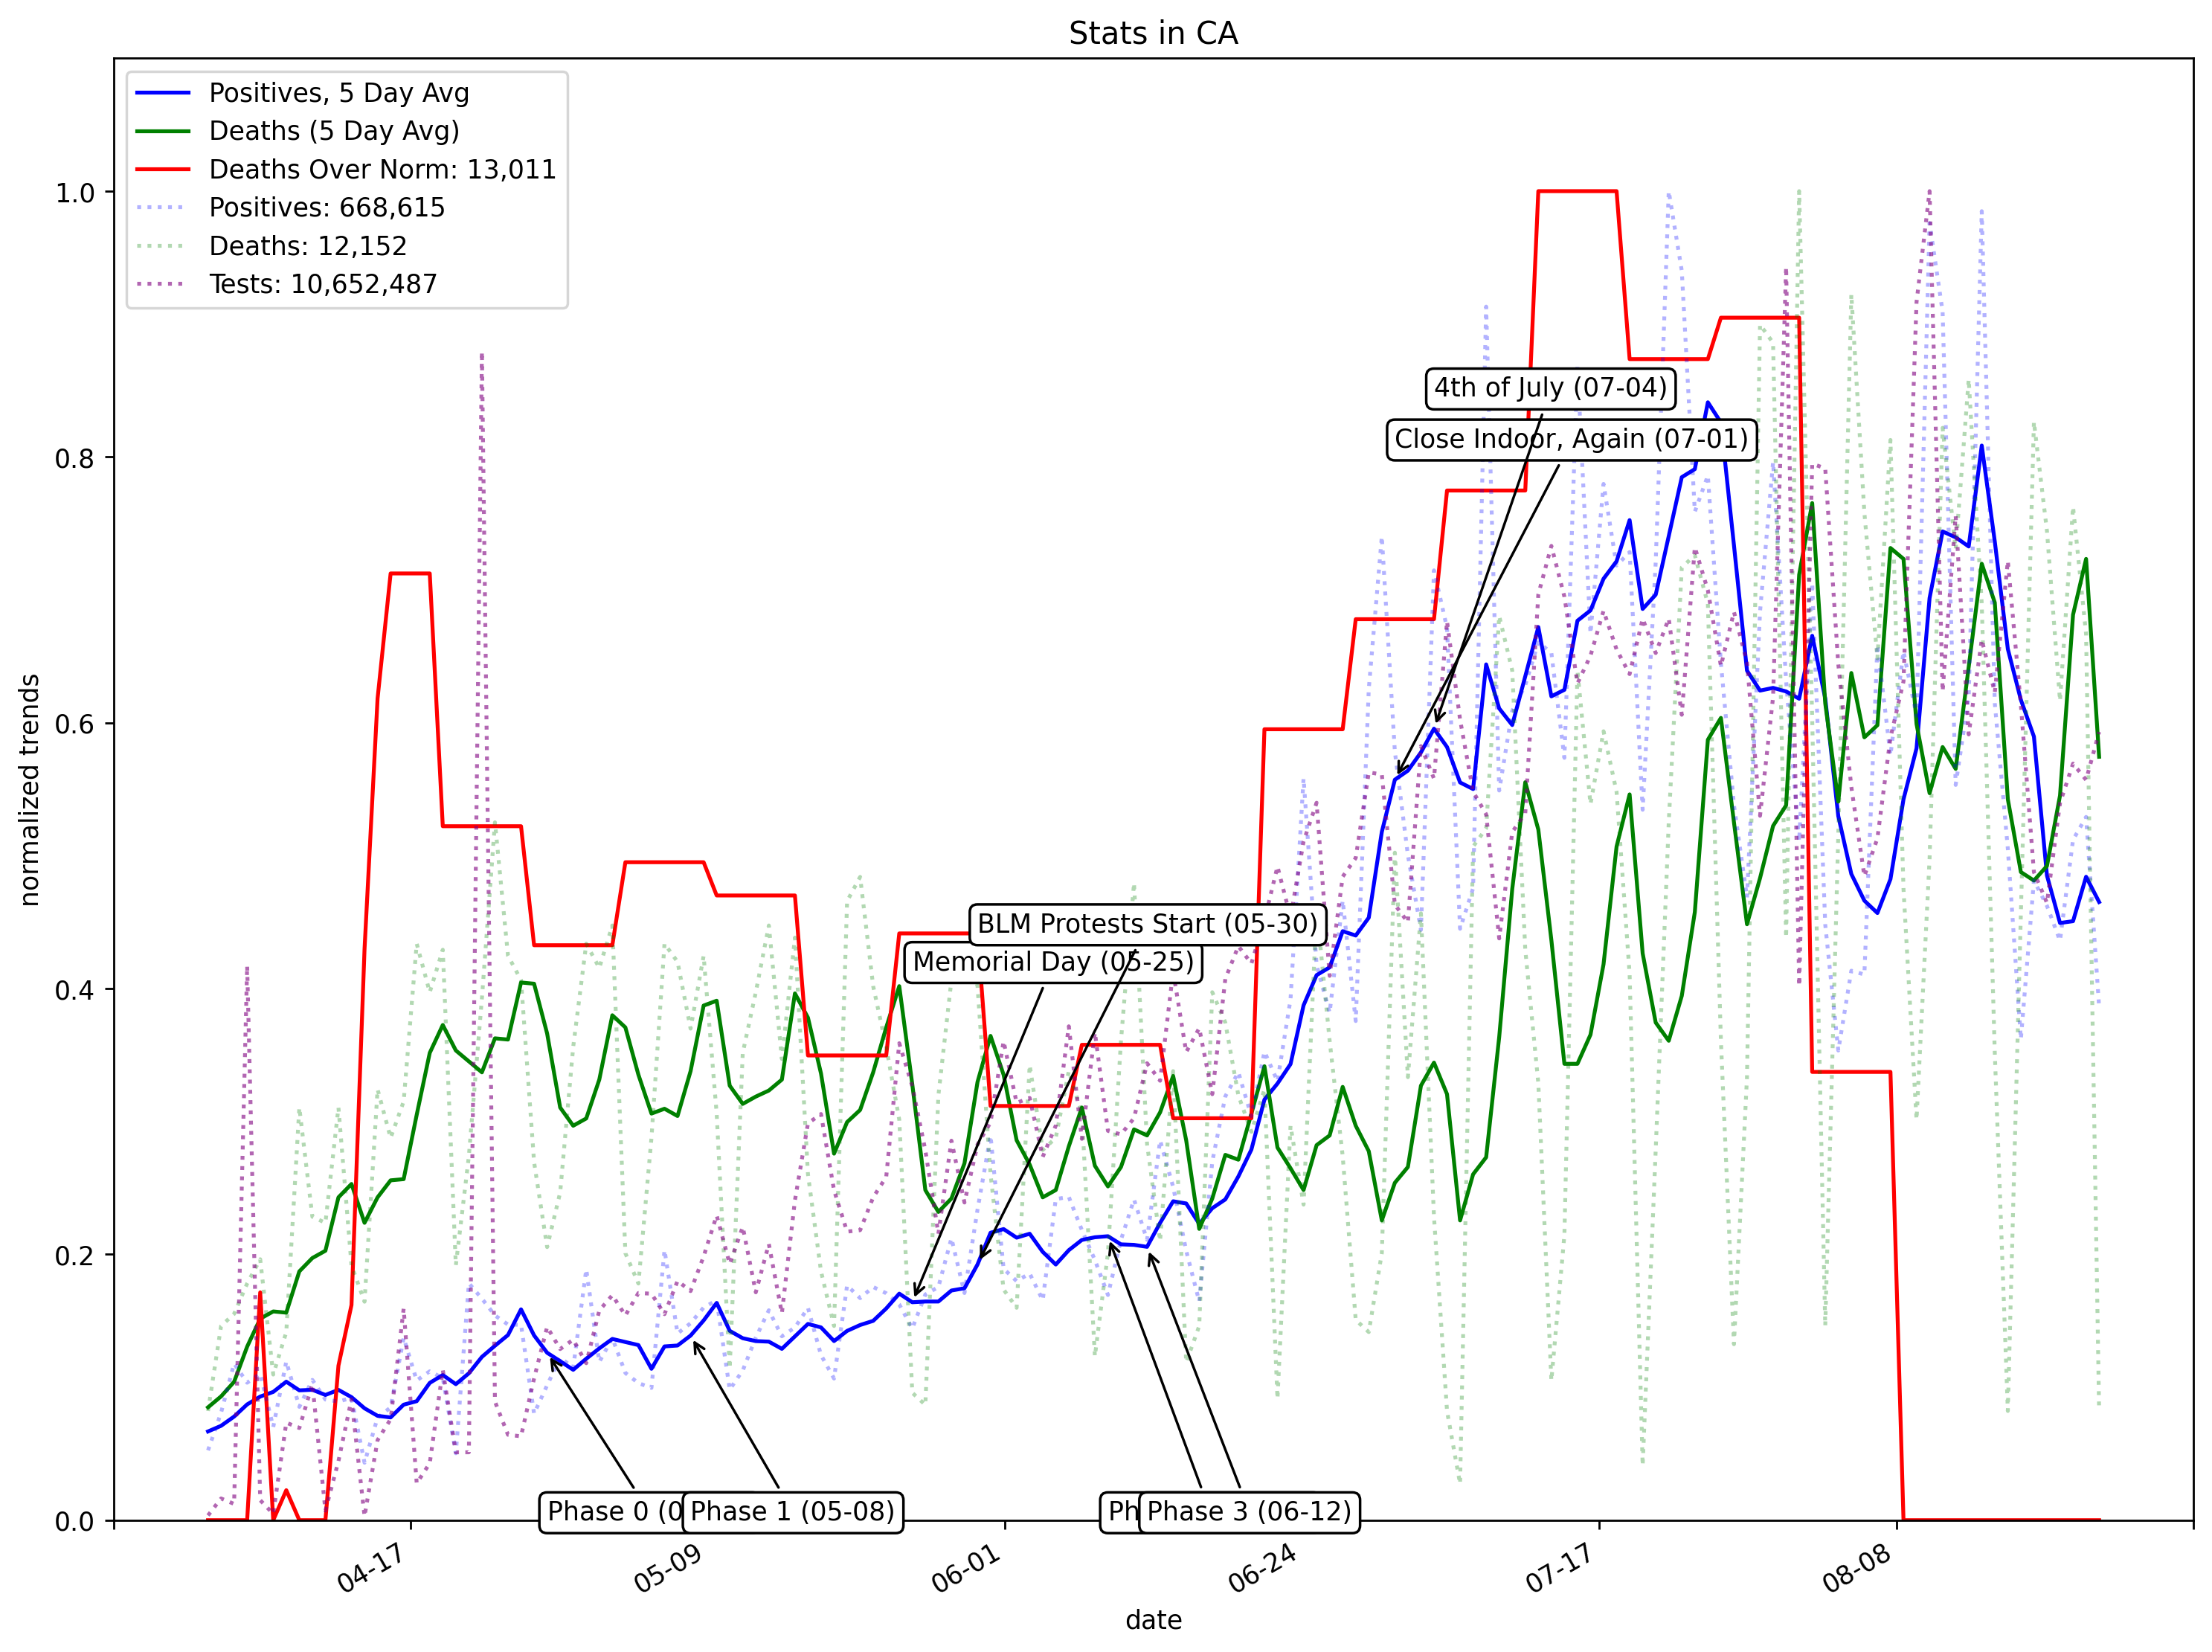 Stats in CA
Positives, 5 Day Avg
Deaths (5 Day Avg)
Deaths Over Norm: 13,011
Positives: 668,615
Deaths: 12,152
Tests: 10,652,487
1.0
0.8
0.6
0.4
0.2
0.0
normalized trends
4th of July (07-04)
Close Indoor, Again (07-01)
BLM Protests Start (05-30)
Memorial Day (05-25)
Phase 0 (0
Phase 1 (05-08)
Ph
Phase 3 (06-12)
04-17
05-09
06-01
06-24
07-17
08-08
date